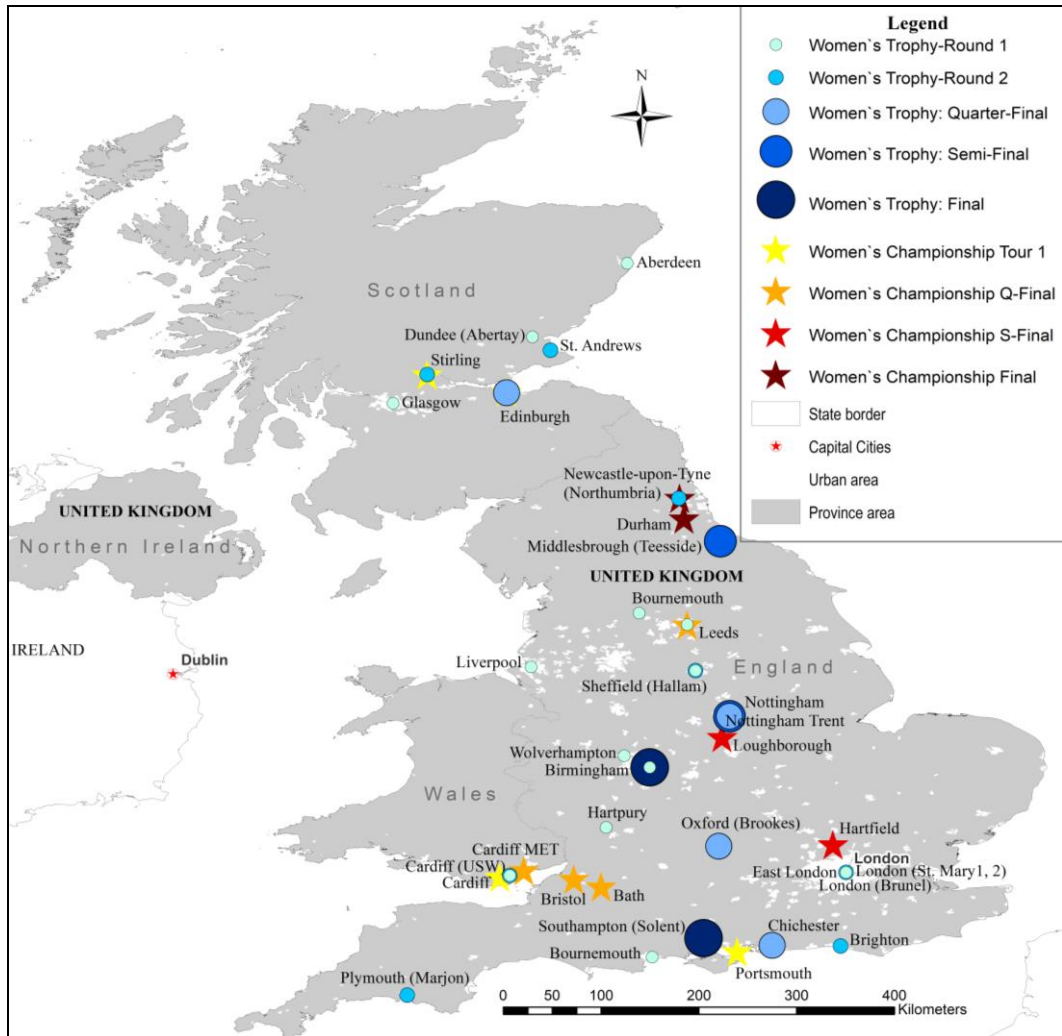 Legend
Women`s Trophy-Round 1
Women`s Trophy-Round 2
Women`s Trophy: Quarter-Final
Women`s Trophy: Semi-Final
Women`s Trophy: Final
Women`s Championship Tour 1
Women`s Championship Q-Final
Women`s Championship S-Final
Women`s Championship Final
State border
Capital Cities
Urban area
Province area
N
Aberdeen
Scotland
Dundee (Abertay)
St. Andrews
Stirling
Glasgow
Edinburgh
Newcastle-upon-Tyne
(Northumbria)
UNITED KINGDOM
Durham
Northern Ireland
Middlesbrough (Teesside)
UNITED KINGDOM
Bournemouth
Leeds
IRELAND
Dublin
Liverpool
England
Sheffield (Hallam)
Nottingham
Nottingham Trent
Loughborough
Wolverhampton
Birmingham
Wales
Hartpury
Oxford (Brookes)
Hartfield
Cardiff MET
London
Cardiff (USW)
East London
London (St. Mary1, 2)
Cardiff
London (Brunel)
Bristol
Bath
Southampton (Solent)
Chichester
Brighton
Bournemouth
Portsmouth
Plymouth (Marjon)
0 50 100 200 300 400
Kilometers